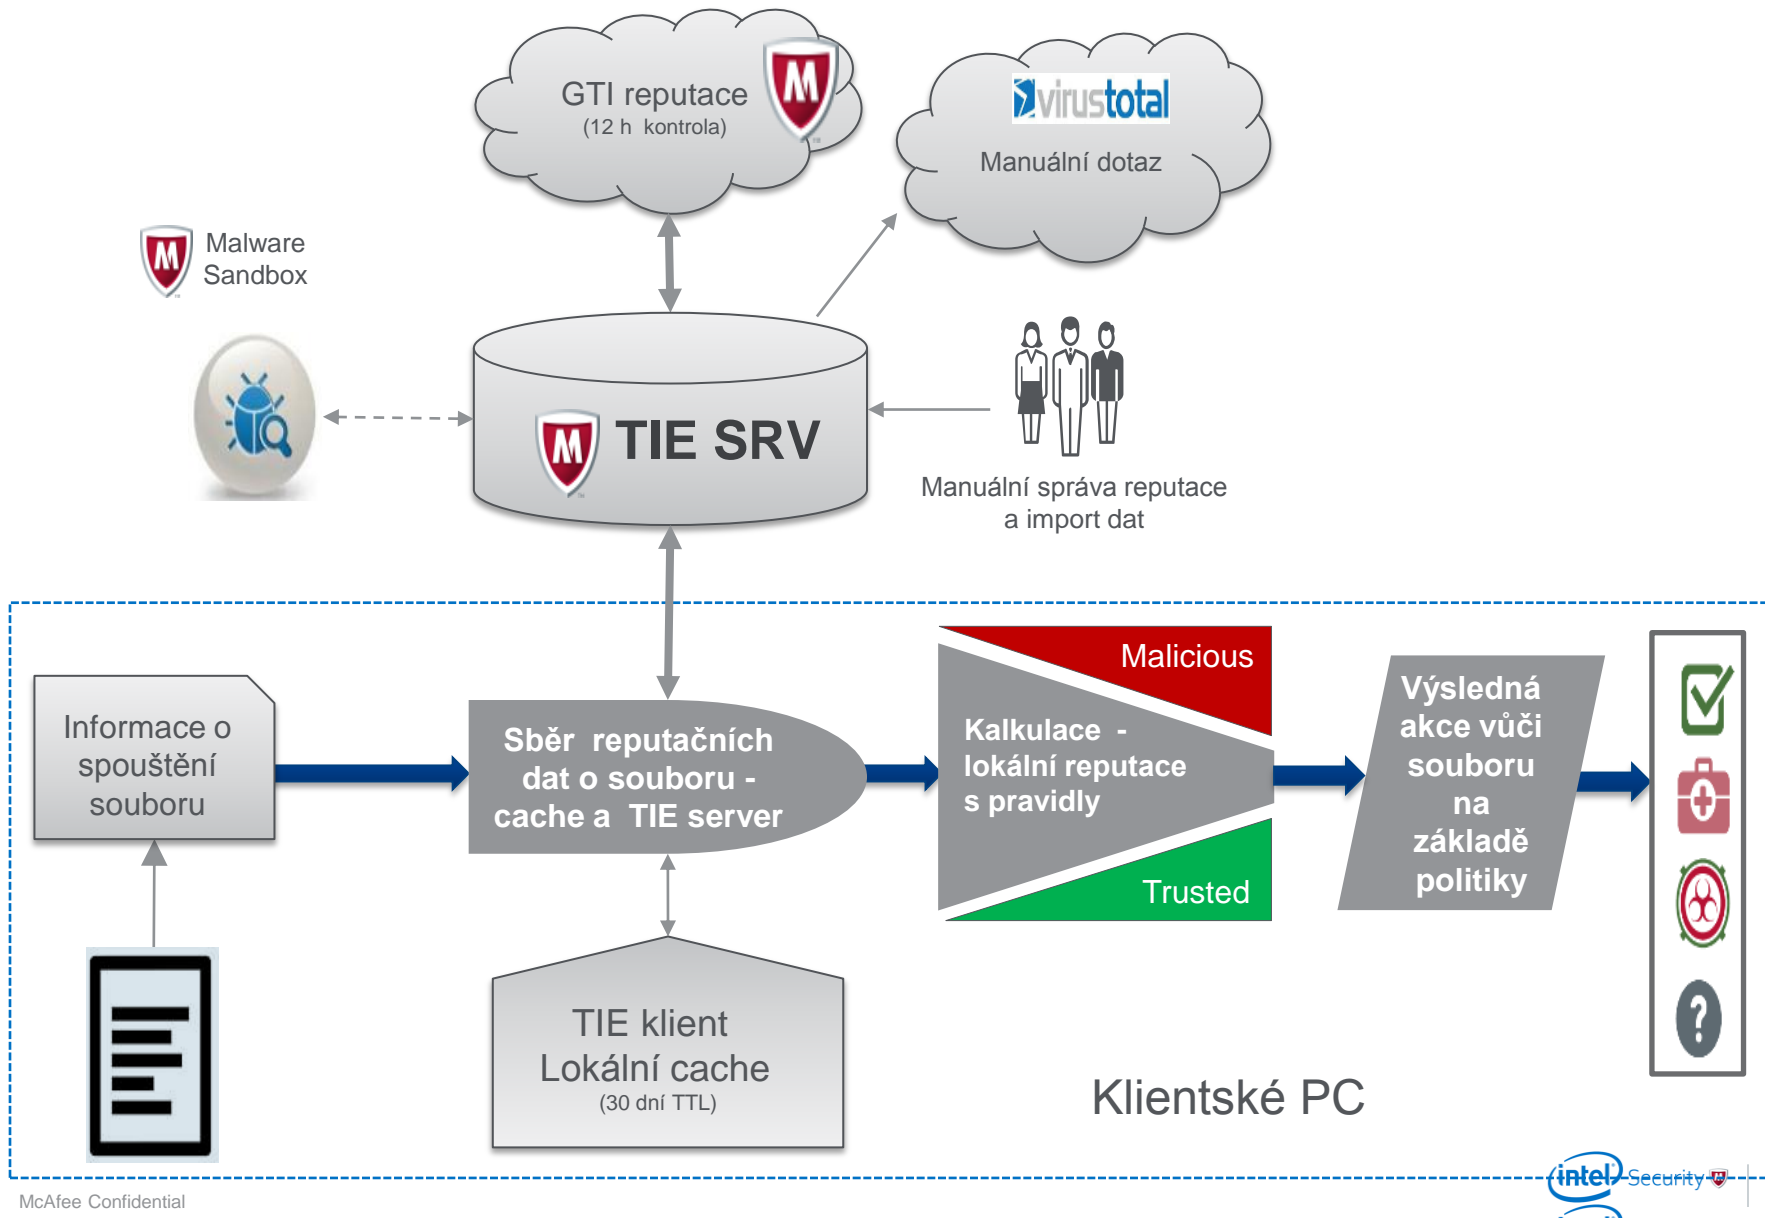 GTI reputace
(12 h kontrola)
virustotal
Manuální dotaz
Malware
Sandbox
TIE SRV
Manuální správa reputace
a import dat
Informace o
spouštění
souboru
Sběr reputačních
dat o souboru -
cache a TIE server
Malicious
Kalkulace -
lokální reputace
s pravidly
Trusted
Výsledná
akce vůči
souboru
na
základě
politiky
TIE klient
Lokální cache
(30 dní TTL)
Klientské PC
McAfee Confidential
intel Security